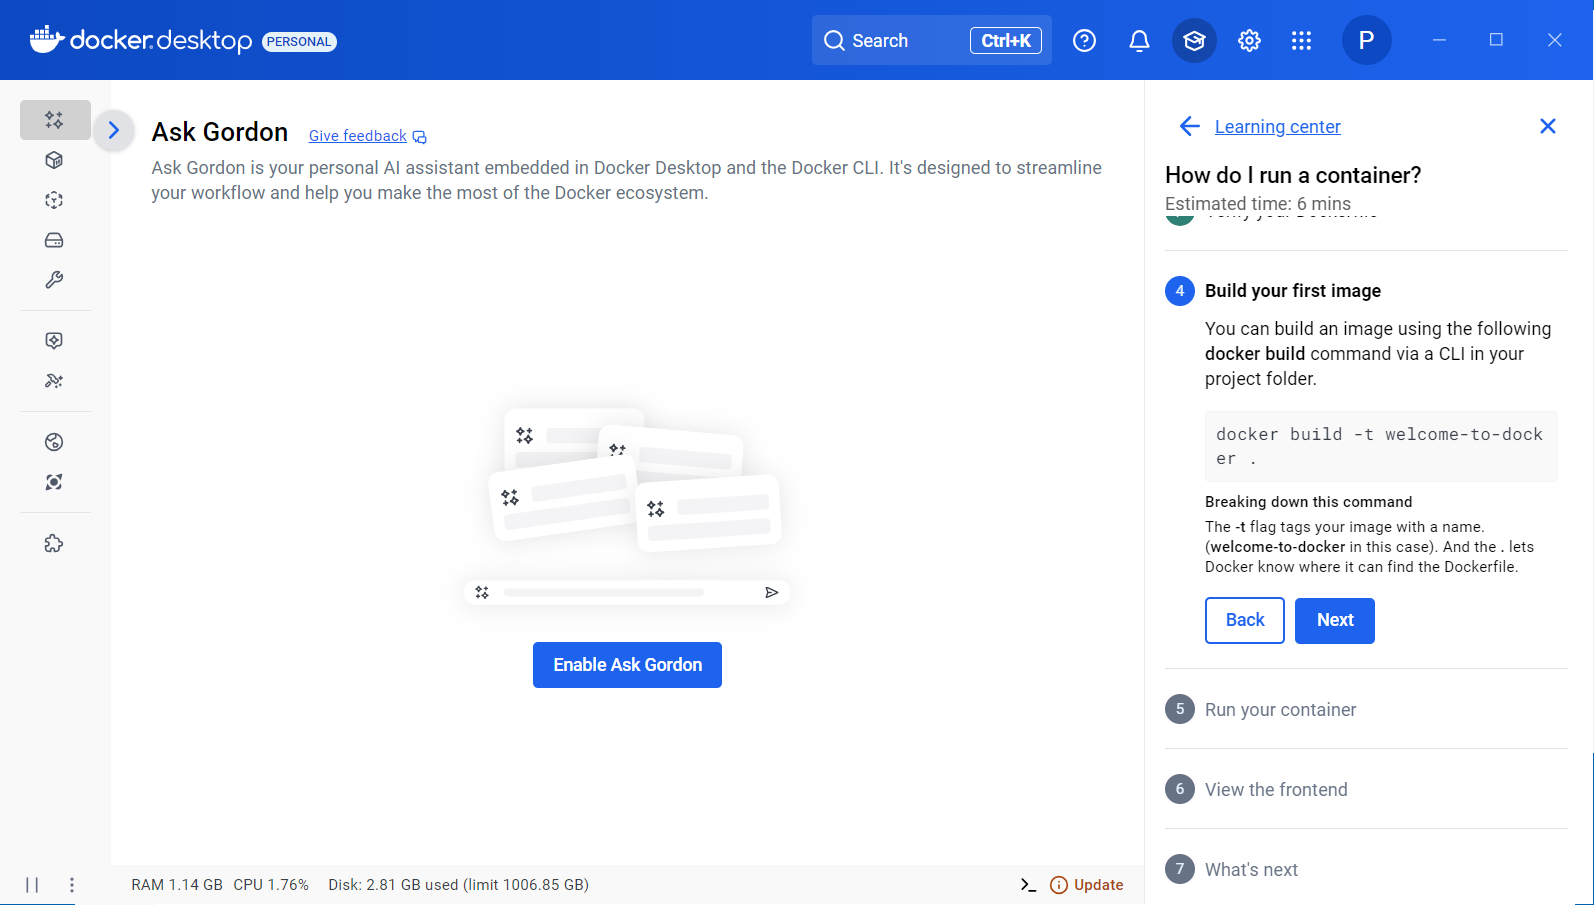 docker.desktop PERSONAL
Search
Ctrl+K
P
Ask Gordon
Give feedback
Ask Gordon is your personal AI assistant embedded in Docker Desktop and the Docker CLI. It's designed to streamline
your workflow and help you make the most of the Docker ecosystem.
Enable Ask Gordon
Learning center
How do I run a container?
Estimated time: 6 mins
Verify your Dockerfile
4 Build your first image
You can build an image using the following
docker build command via a CLI in your
project folder.
docker build -t welcome-to-dock
er .
Breaking down this command
The -t flag tags your image with a name.
(welcome-to-docker in this case). And the . lets
Docker know where it can find the Dockerfile.
Back
Next
5 Run your container
6 View the frontend
7 What's next
RAM 1.14 GB CPU 1.76% Disk: 2.81 GB used (limit 1006.85 GB)
Update